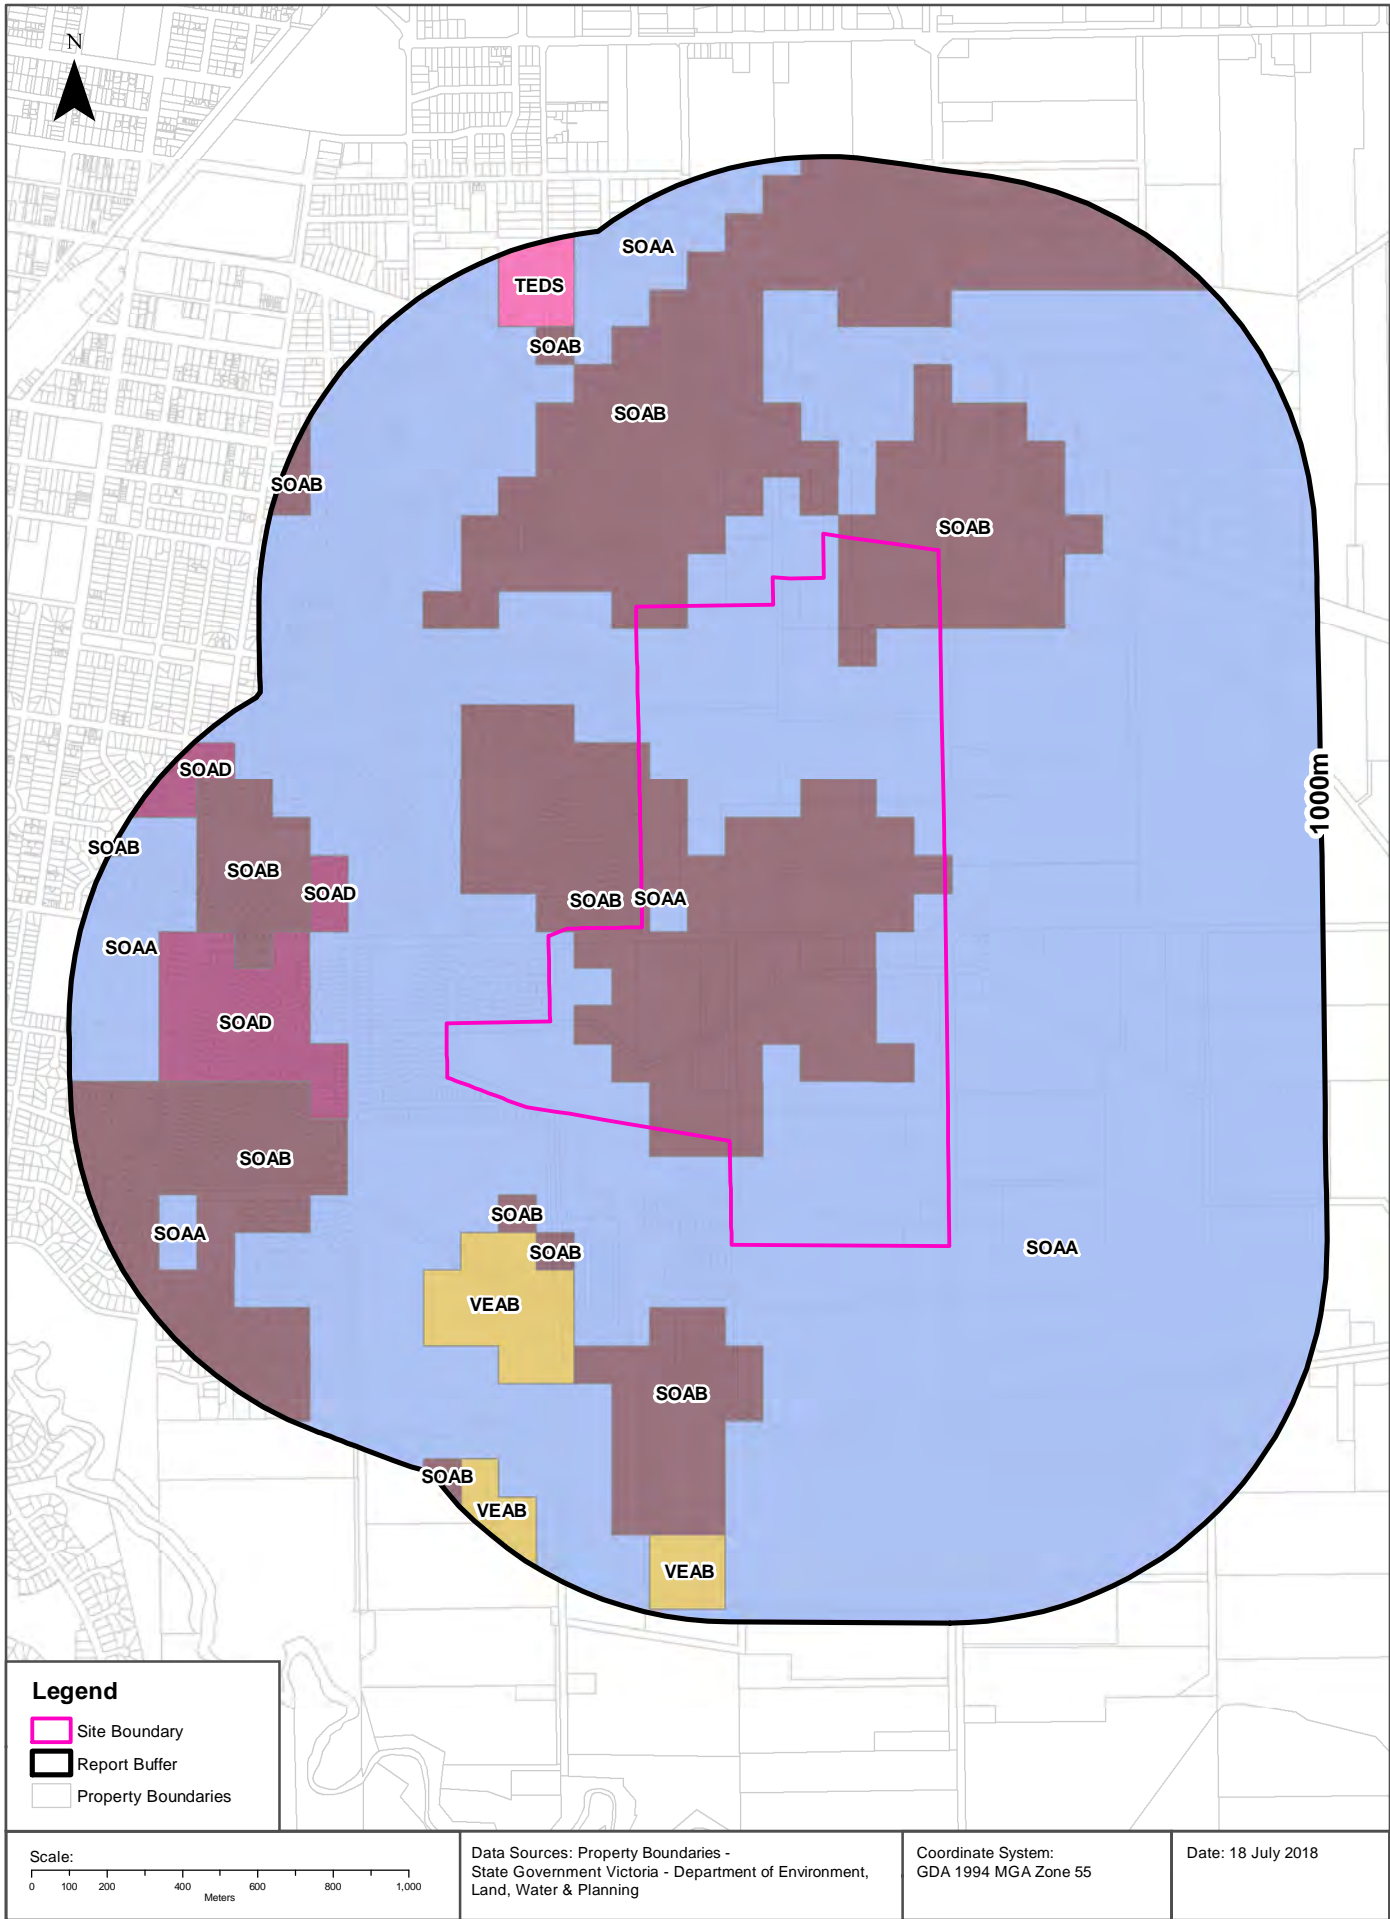 N
SOAA
TEDS
SOAB
SOAB
SOAB
SOAB
SOAD
1000m
SOAB
SOAB
SOAD
SOAB
SOAA
SOAA
SOAD
SOAB
SOAB
SOAA
SOAB
SOAA
VEAB
SOAB
SOAB
VEAB
VEAB
Legend
Site Boundary
Report Buffer
Property Boundaries
Scale:
0 100 200 400 600 800 1,000
Meters
Data Sources: Property Boundaries -
State Government Victoria - Department of Environment,
Land, Water & Planning
Coordinate System:
GDA 1994 MGA Zone 55
Date: 18 July 2018